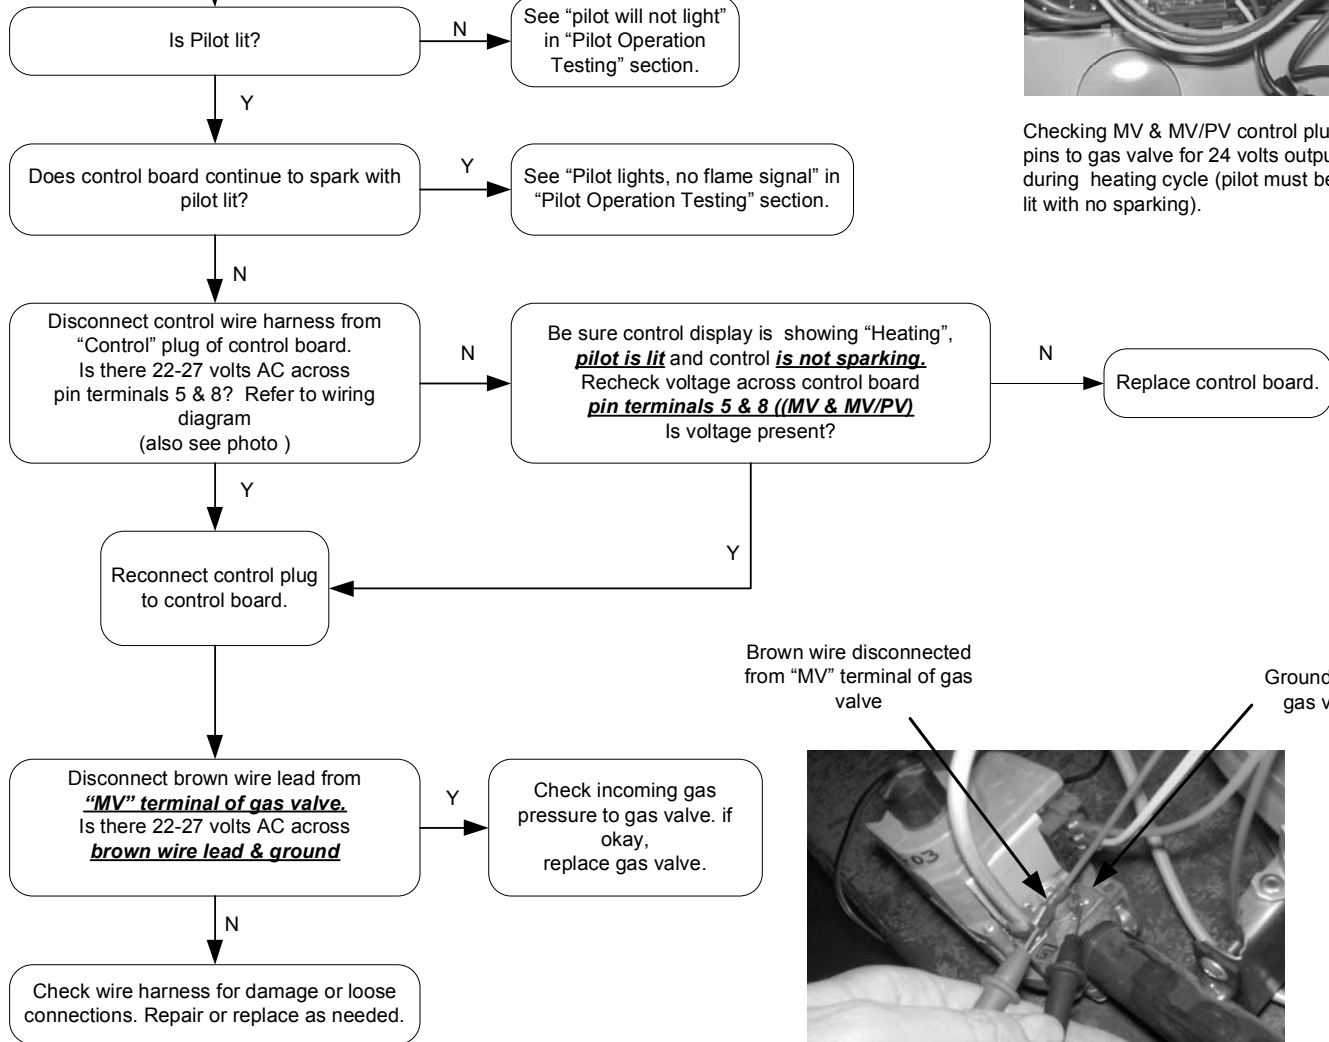 Is Pilot lit?
N
See “pilot will not light”
in “Pilot Operation
Testing” section.
Y
Checking MV & MV/PV control plu
pins to gas valve for 24 volts outpu
during heating cycle (pilot must be
lit with no sparking).
Does control board continue to spark with
pilot lit?
Y
See “Pilot lights, no flame signal” in
“Pilot Operation Testing” section.
N
Disconnect control wire harness from
“Control” plug of control board.
Is there 22-27 volts AC across
pin terminals 5 & 8? Refer to wiring
diagram
(also see photo )
N
Be sure control display is showing “Heating”,
pilot is lit and control is not sparking.
Recheck voltage across control board
pin terminals 5 & 8 ((MV & MV/PV)
Is voltage present?
N
Replace control board.
Y
Y
Reconnect control plug
to control board.
Brown wire disconnected
from “MV” terminal of gas
valve
Ground
gas v
Disconnect brown wire lead from
“MV” terminal of gas valve.
Is there 22-27 volts AC across
brown wire lead & ground
Y
Check incoming gas
pressure to gas valve. if
okay,
replace gas valve.
03
N
Check wire harness for damage or loose
connections. Repair or replace as needed.